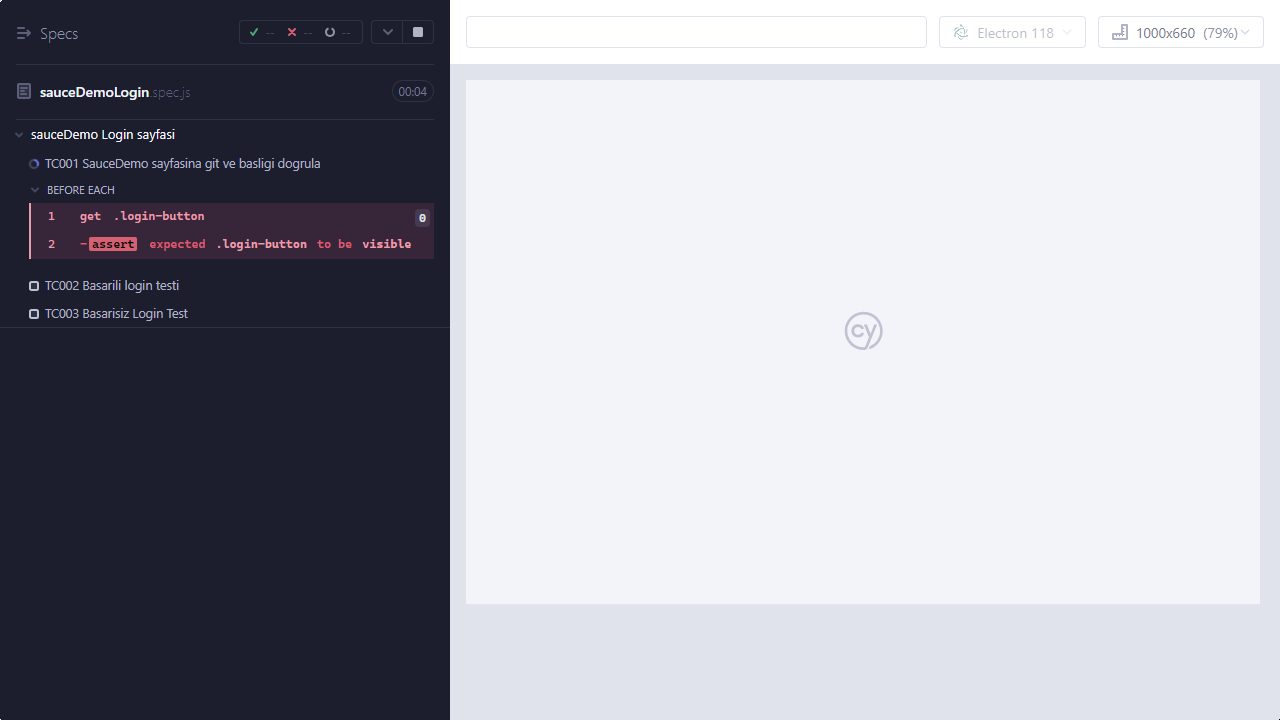 Specs
-- -- --
sauceDemoLogin.spec.js
00:04
sauceDemo Login sayfasi
TC001 SauceDemo sayfasina git ve basligi dogrula
BEFORE EACH
1 get .login-button 0
2 -assert expected .login-button to be visible
TC002 Basarili login testi
TC003 Basarisiz Login Test
Electron 118
1000x660 (79%)
cy